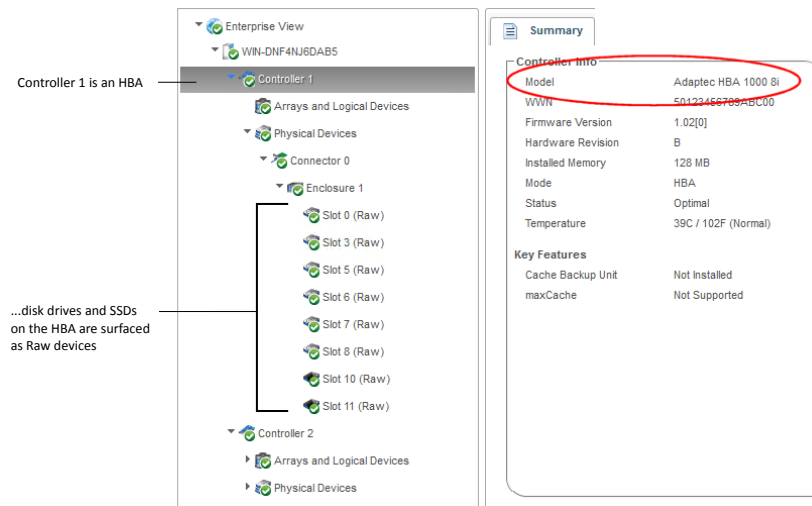 Enterprise View
WIN-DNF4NJ6DAB5
Controller 1 is an HBA
Controller 1
Arrays and Logical Devices
Physical Devices
Connector 0
Enclosure 1
Slot 0 (Raw)
Slot 3 (Raw)
Slot 5 (Raw)
Slot 6 (Raw)
Slot 7 (Raw)
Slot 8 (Raw)
Slot 10 (Raw)
Slot 11 (Raw)
...disk drives and SSDs
on the HBA are surfaced
as Raw devices
Controller 2
Arrays and Logical Devices
Physical Devices
Summary
Controller Info
Model Adaptec HBA 1000 8i
WWN 50123456789ABC00
Firmware Version 1.02[0]
Hardware Revision B
Installed Memory 128 MB
Mode HBA
Status Optimal
Temperature 39C / 102F (Normal)
Key Features
Cache Backup Unit Not Installed
maxCache Not Supported